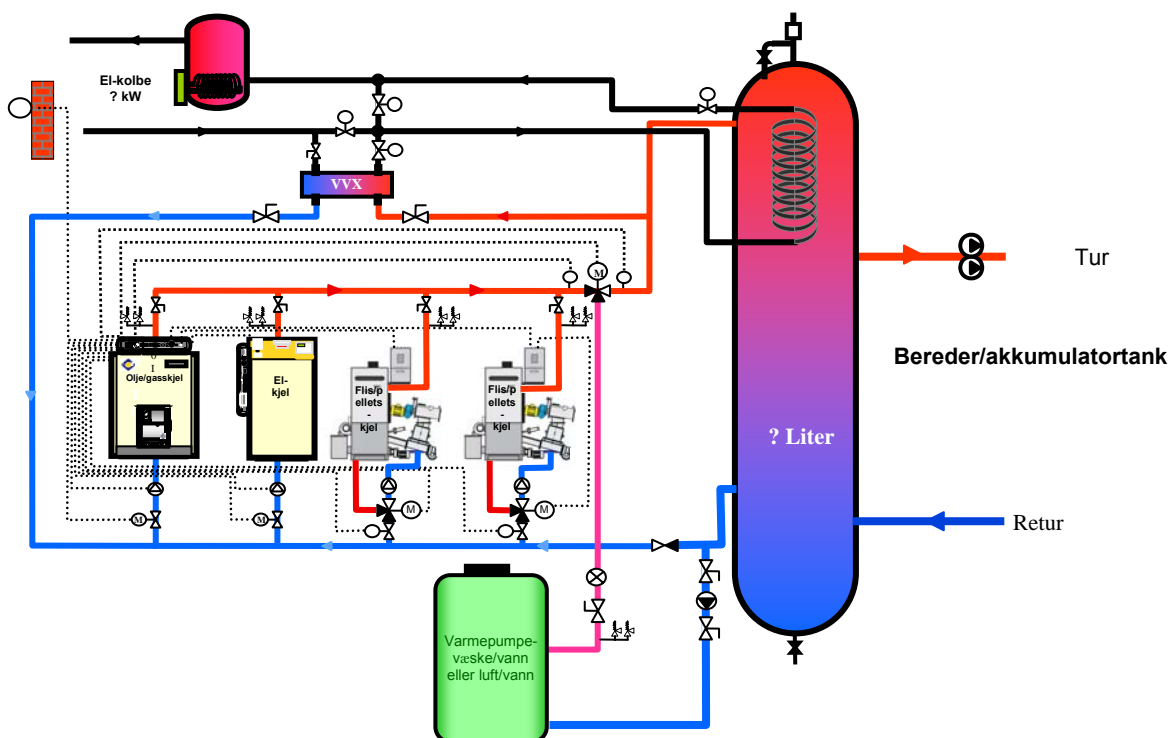 El-kolbe
? kW
VVX
M
Tur
Bereder/akkumulatortank
I
Olje/gasskjel
El-
kjel
Flis/p
ellets
-
kjel
Flis/p
ellets
-
kjel
? Liter
M
M
M
M
Retur
Varmepumpe-
væske/vann
eller luft/vann